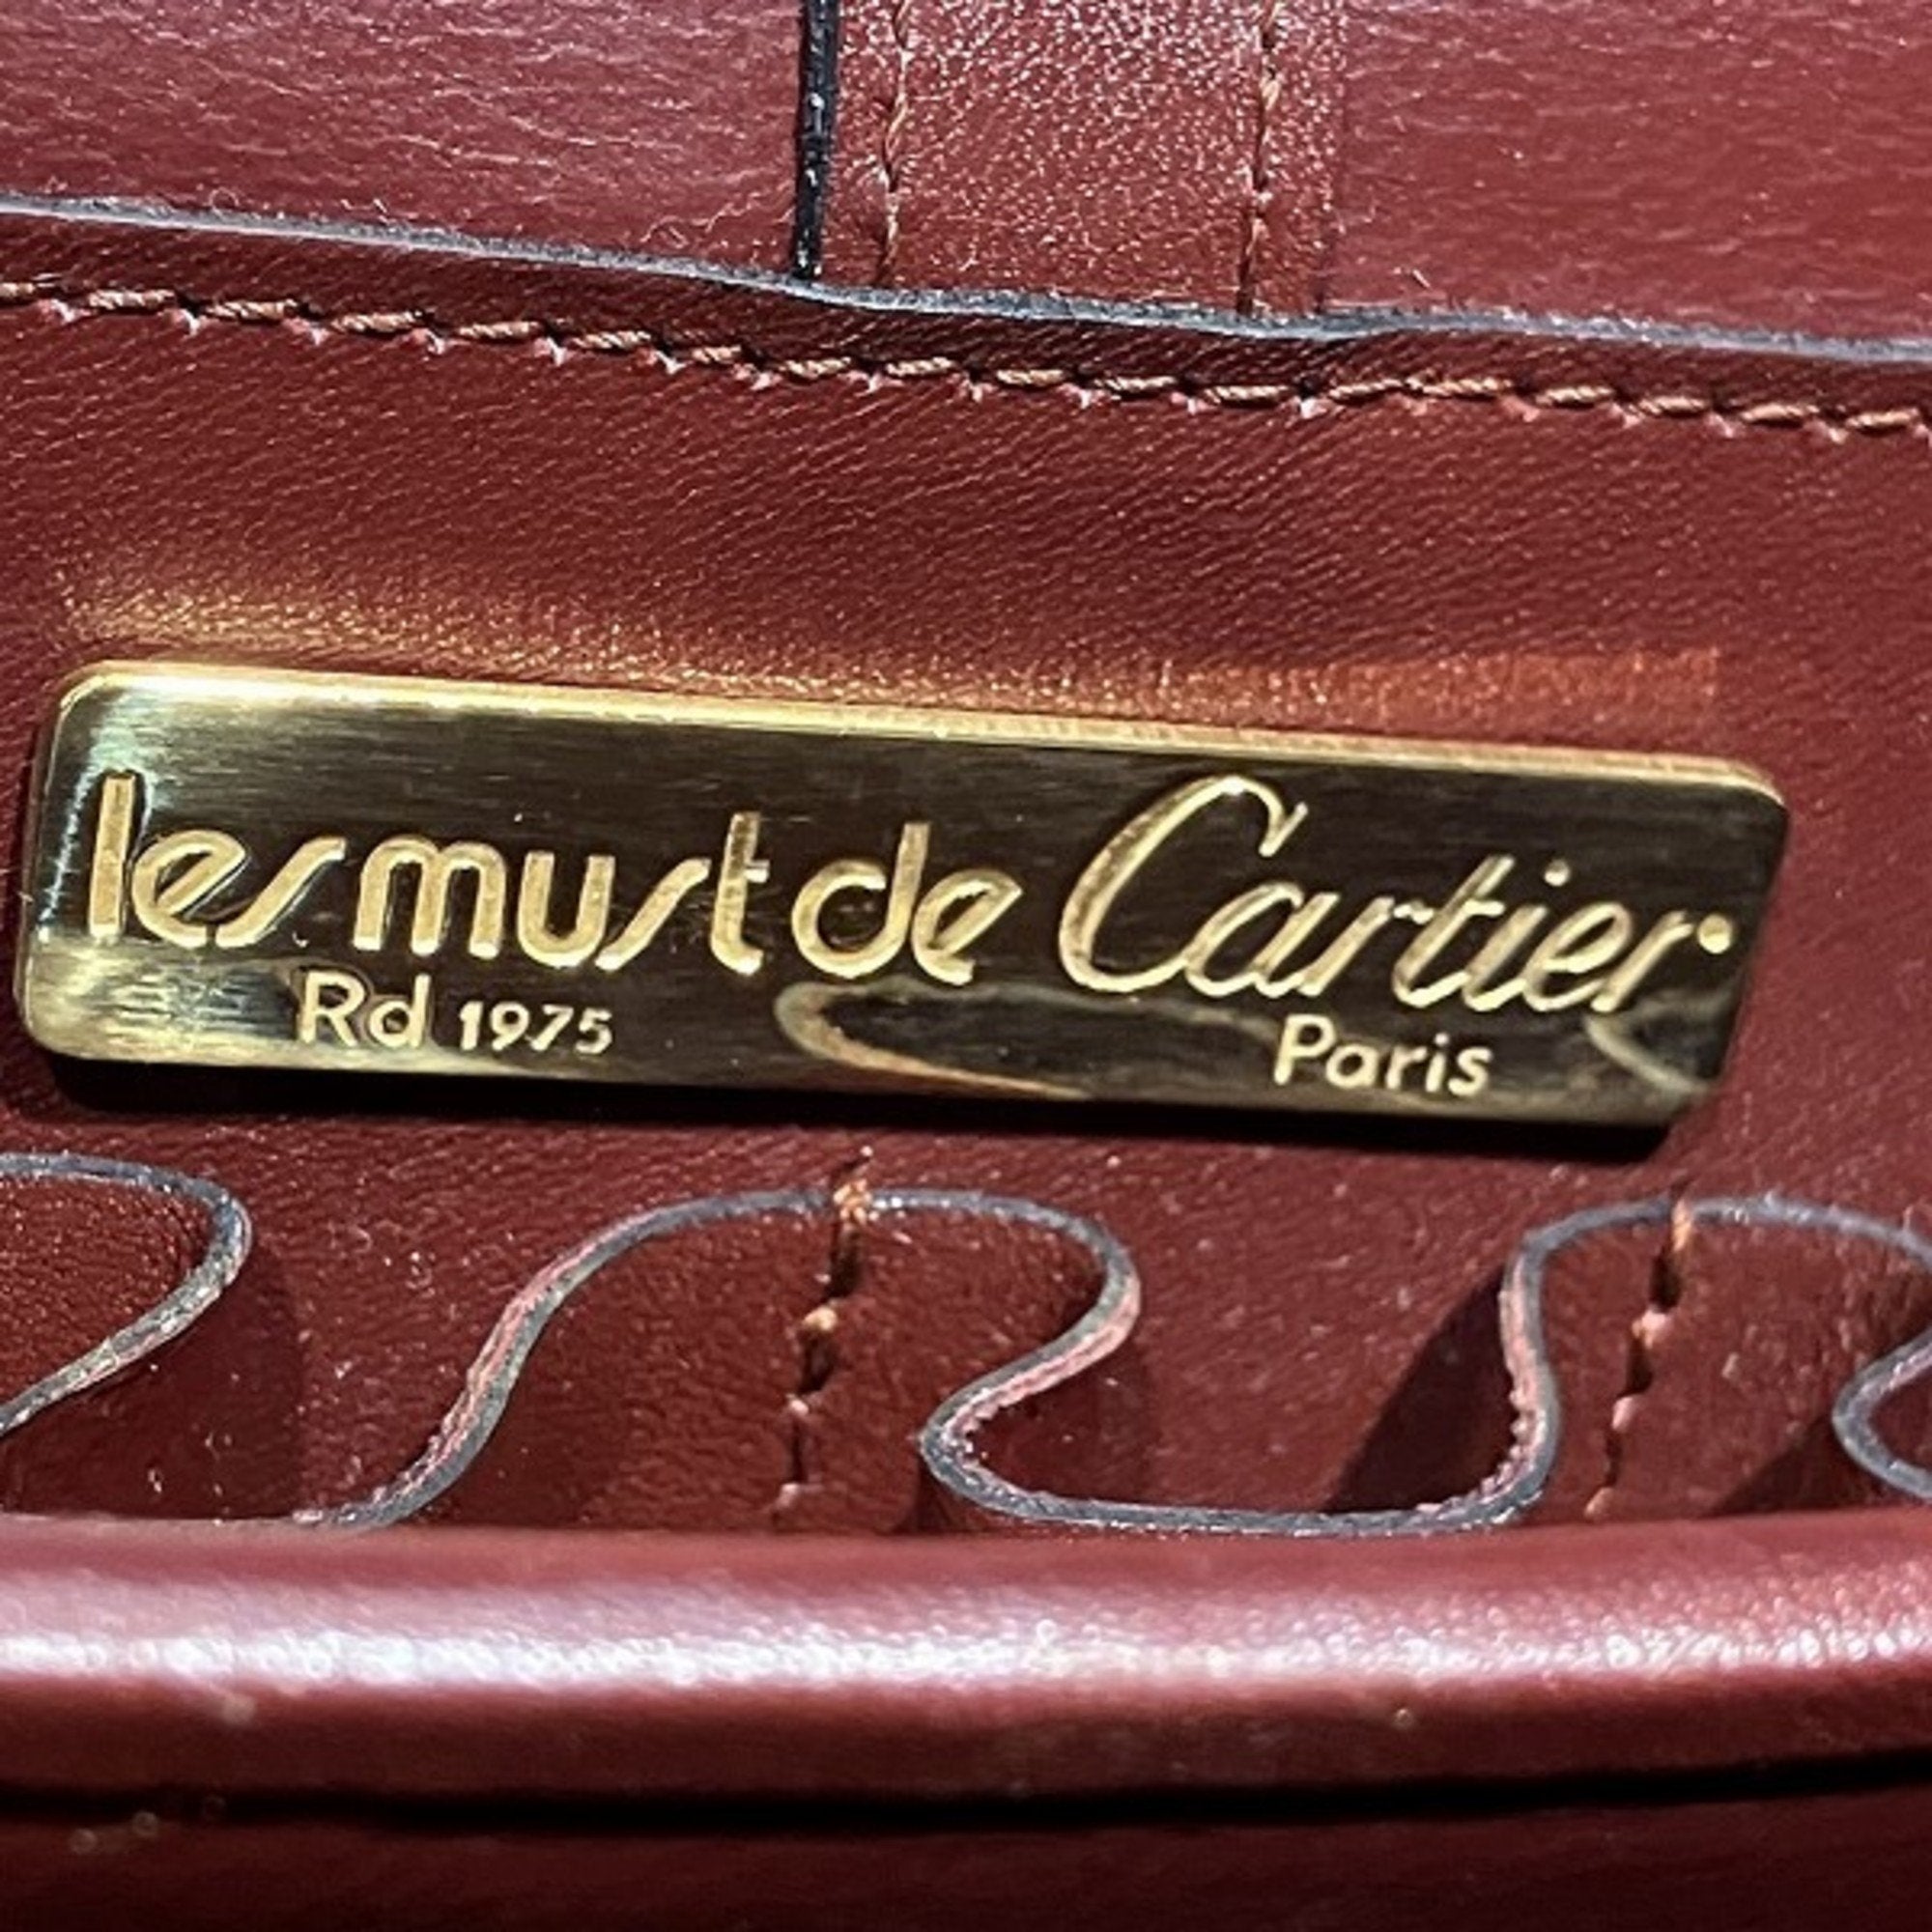 les must de Cartier
Rd 1975 Paris